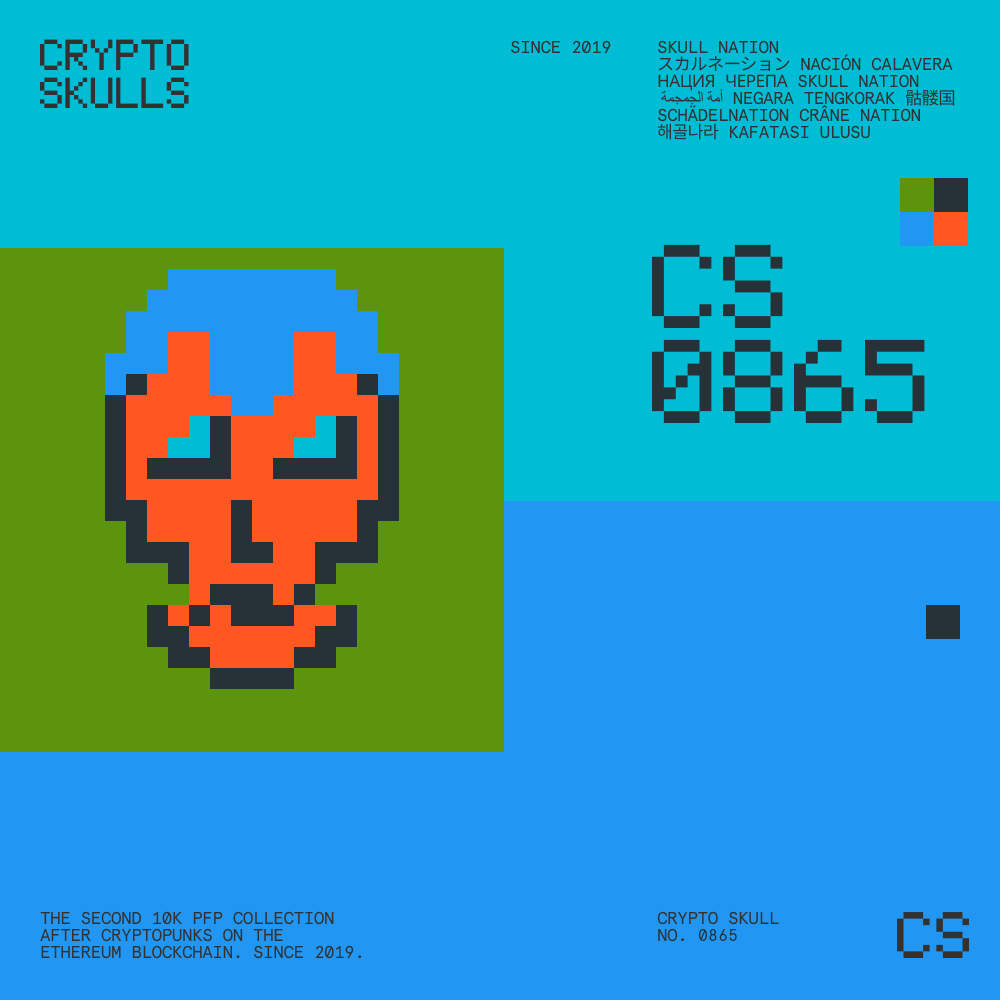 CRYPTO
SKULLS
SINCE 2019
SKULL NATION
スカルネーション NACIÓN CALAVERA
НАЦИЯ ЧЕРЕПА SKULL NATION
أمة الجمجمة NEGARA TENGKORAK 骷髅国
SCHÄDELNATION CRÂNE NATION
해골나라 KAFATASI ULUSU
CS
0865
THE SECOND 10K PFP COLLECTION
AFTER CRYPTOPUNKS ON THE
ETHEREUM BLOCKCHAIN. SINCE 2019.
CRYPTO SKULL
NO. 0865
CS